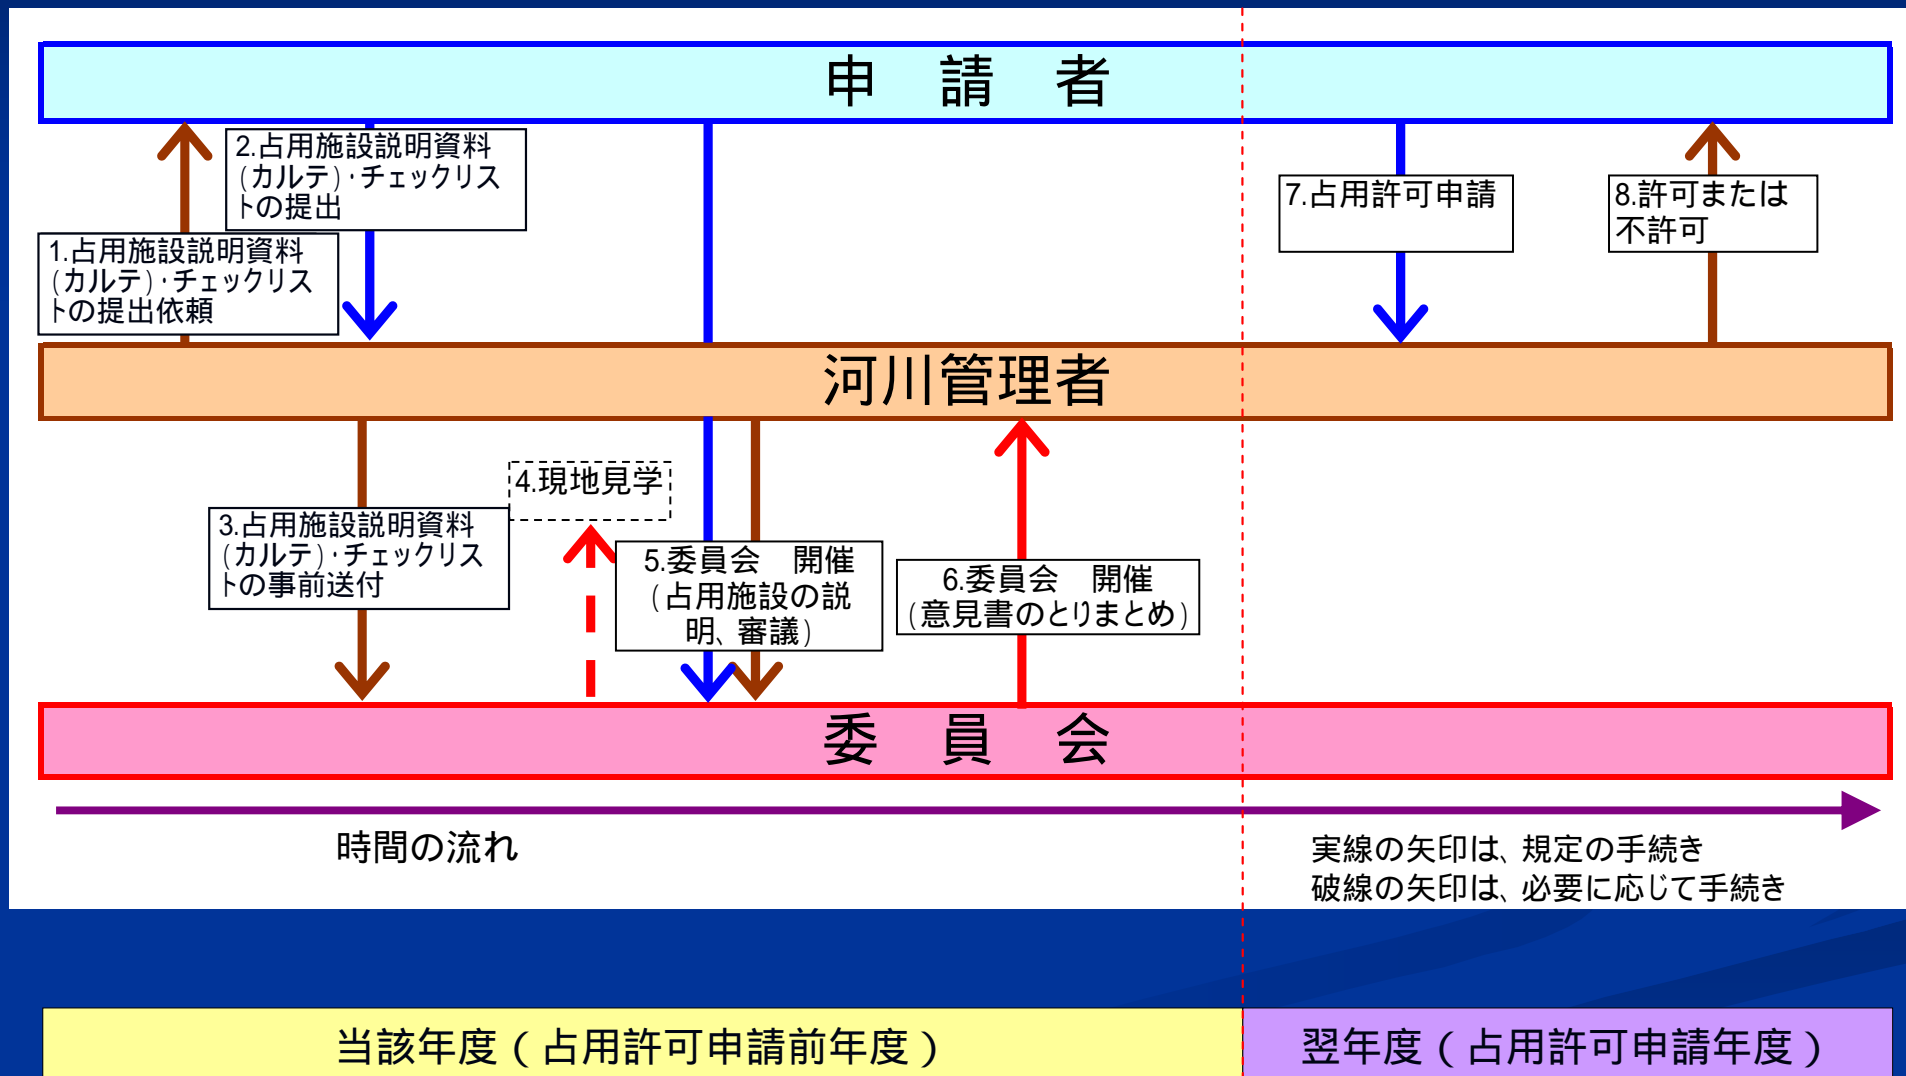 申　請　者
2.占用施設説明資料
(カルテ)・チェックリス
トの提出
1.占用施設説明資料
(カルテ)・チェックリス
トの提出依頼
7.占用許可申請
8.許可または
不許可
河川管理者
4.現地見学
3.占用施設説明資料
(カルテ)・チェックリス
トの事前送付
5.委員会　開催
(占用施設の説
明、審議)
6.委員会　開催
(意見書のとりまとめ)
委　員　会
時間の流れ
実線の矢印は、規定の手続き
破線の矢印は、必要に応じて手続き
当該年度（占用許可申請前年度）
翌年度（占用許可申請年度）